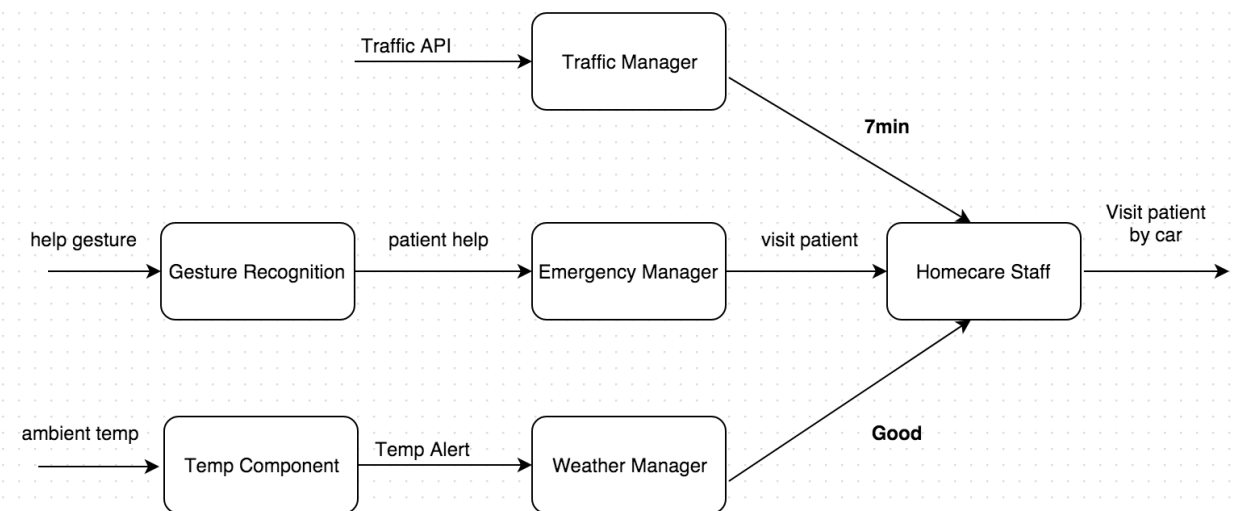 Traffic API
Traffic Manager
7min
help gesture
Gesture Recognition
patient help
Emergency Manager
visit patient
Homecare Staff
Visit patient
by car
ambient temp
Temp Component
Temp Alert
Weather Manager
Good